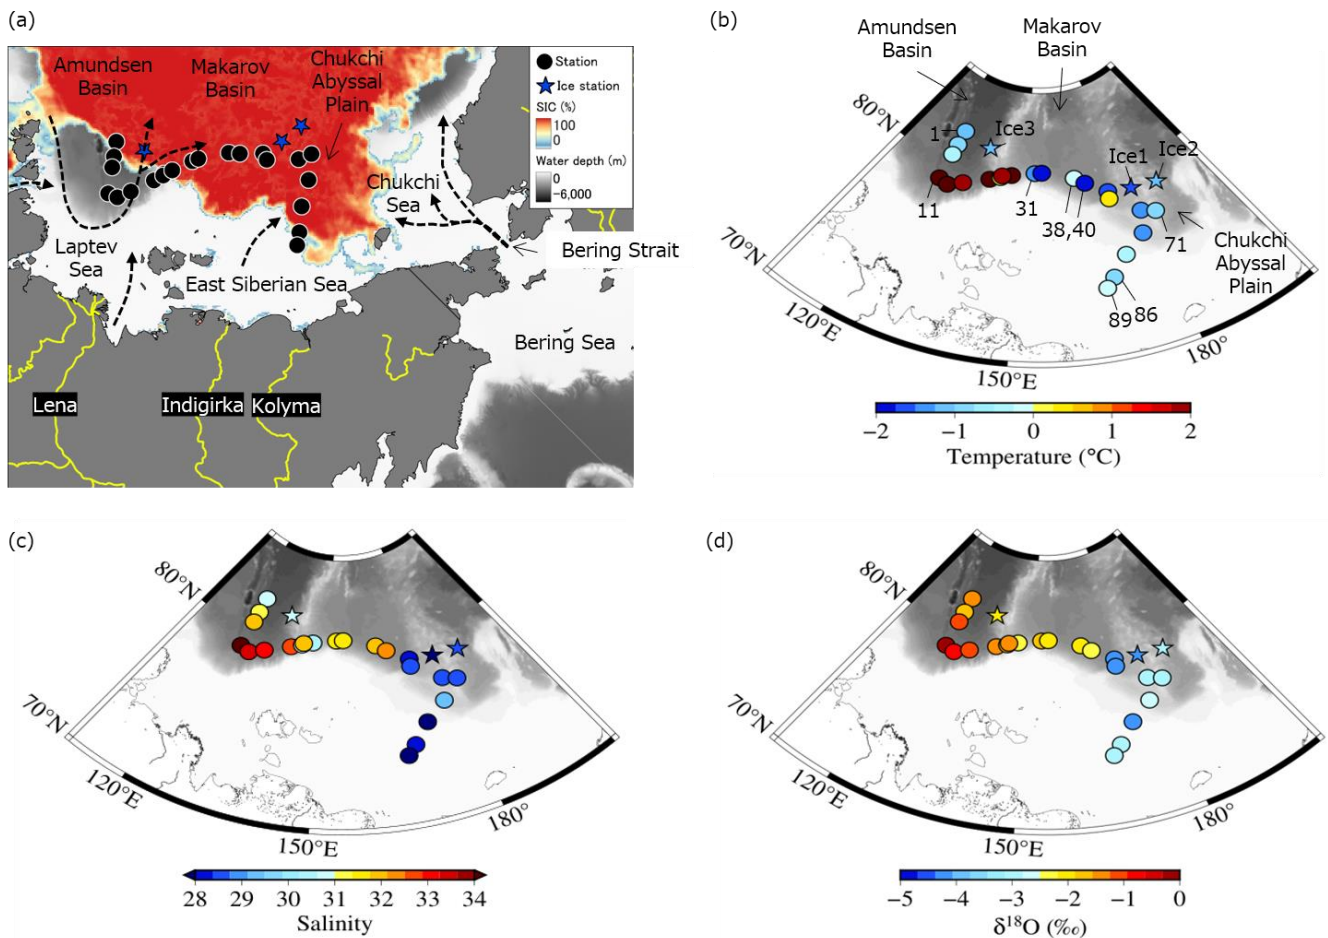 (a)
Amundsen
Basin
Makarov
Basin
Chukchi
Abyssal
Plain
Station
Ice station
SIC (%)
100
0
Water depth (m)
0
-6,000
Chukchi
Sea
Laptev
Sea
East Siberian Sea
Bering Strait
Bering Sea
Lena
Indigirka
Kolyma
(b)
Amundsen
Basin
Makarov
Basin
80°N
70°N
1
Ice3
Ice1
Ice2
11
31
38,40
71
89
86
Chukchi
Abyssal
Plain
120°E
150°E
180°
−2
−1
0
1
2
Temperature (°C)
(c)
80°N
70°N
120°E
150°E
180°
28
29
30
31
32
33
34
Salinity
(d)
80°N
70°N
120°E
150°E
180°
−5
−4
−3
−2
−1
0
δ¹⁸O (‰)